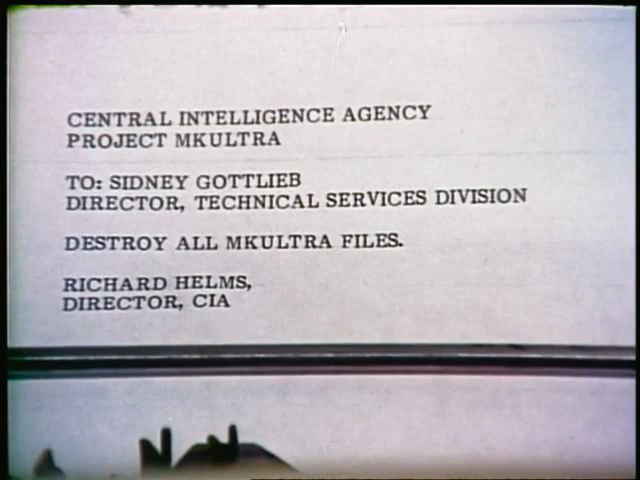 CENTRAL INTELLIGENCE AGENCY
PROJECT MKULTRA
TO: SIDNEY GOTTLIEB
DIRECTOR, TECHNICAL SERVICES DIVISION
DESTROY ALL MKULTRA FILES.
RICHARD HELMS,
DIRECTOR, CIA